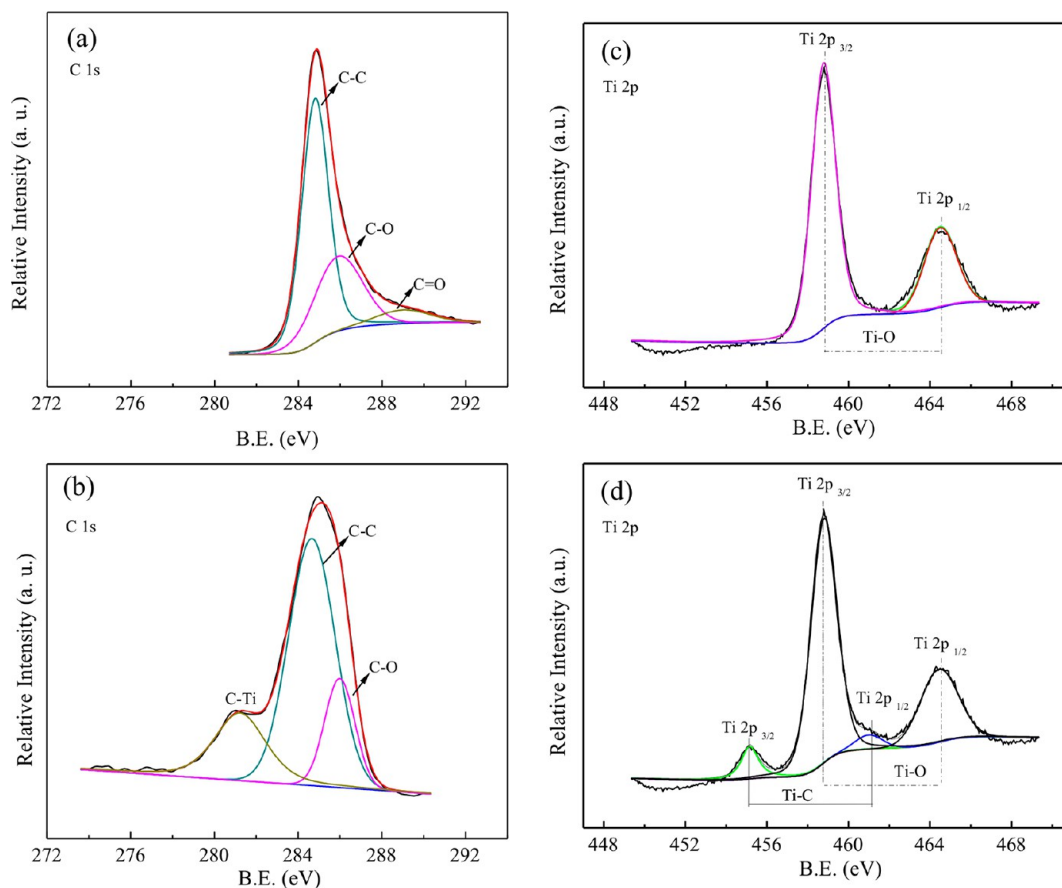 (a)
C 1s
C-C
C-O
C=O
Relative Intensity (a. u.)
272 276 280 284 288 292
B.E. (eV)
(c)
Ti 2p
Ti 2p 3/2
Ti 2p 1/2
Ti-O
Relative Intensity (a.u.)
448 452 456 460 464 468
B.E. (eV)
(b)
C 1s
C-C
C-O
C-Ti
Relative Intensity (a.u.)
272 276 280 284 288 292
B.E. (eV)
(d)
Ti 2p
Ti 2p 3/2
Ti 2p 1/2
Ti 2p 1/2
Ti 2p 3/2
Ti-O
Ti-C
Relative Intensity (a.u.)
448 452 456 460 464 468
B.E. (eV)